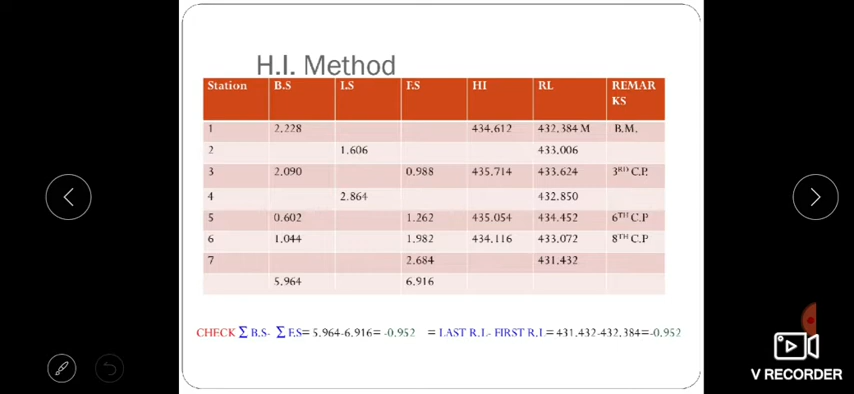 H.I. Method
Station B.S I.S F.S HI RL REMAR
KS
1 2.228 434.612 432.384 M B.M.
2 1.606 433.006
3 2.090 0.988 435.714 433.624 3RD C.P.
4 2.864 432.850
5 0.602 1.262 435.054 434.452 6TH C.P
6 1.044 1.982 434.116 433.072 8TH C.P
7 2.684 431.432
5.964 6.916
CHECK Σ B.S- Σ F.S= 5.964-6.916= -0.952 = LAST R.L- FIRST R.L= 431.432-432.384=-0.952
V RECORDER